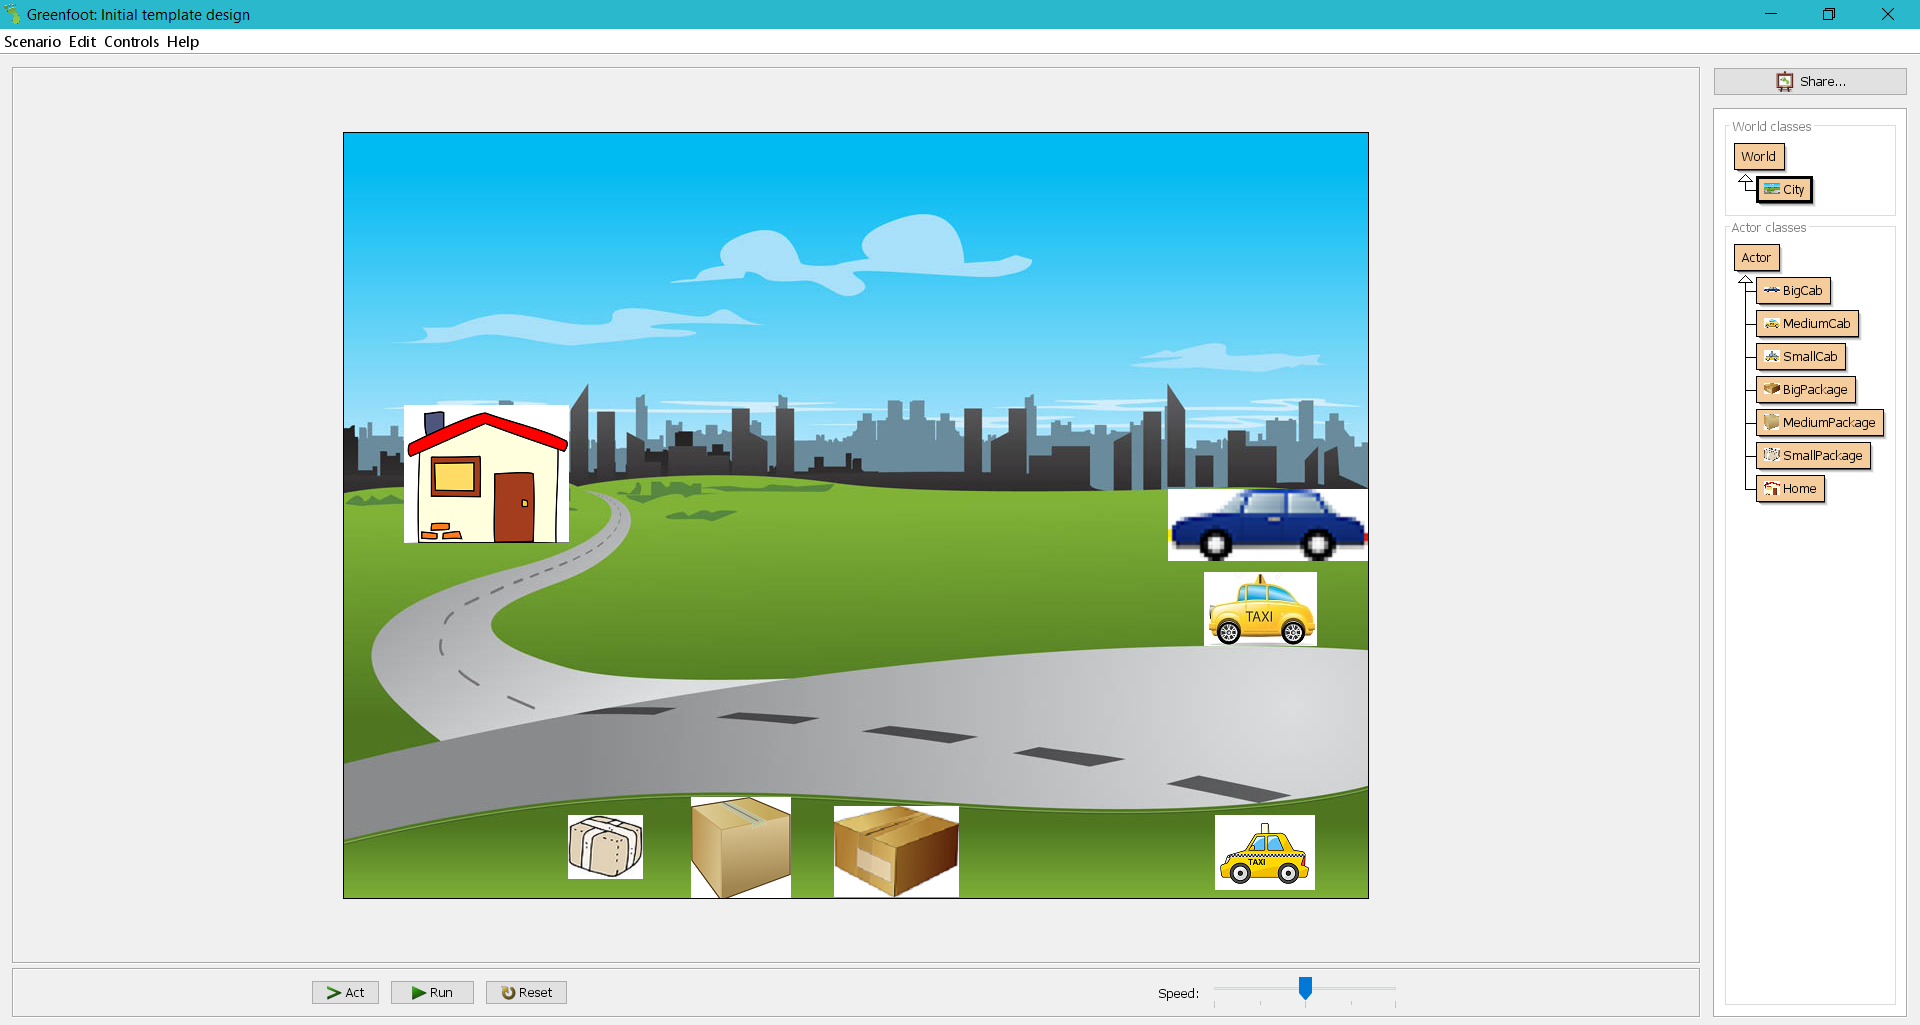 Greenfoot: Initial template design
Scenario Edit Controls Help
Share...
World classes
World
City
Actor classes
Actor
BigCab
MediumCab
SmallCab
BigPackage
MediumPackage
SmallPackage
Home
TAXI
TAXI
Act
Run
Reset
Speed: